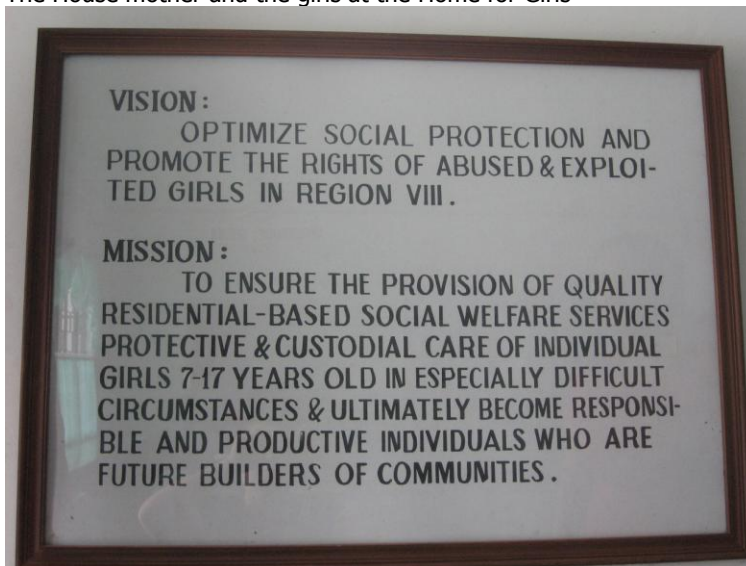 The House mother and the girls at the Home for Girls
VISION:
OPTIMIZE SOCIAL PROTECTION AND
PROMOTE THE RIGHTS OF ABUSED & EXPLOI-
TED GIRLS IN REGION VIII.
MISSION:
TO ENSURE THE PROVISION OF QUALITY
RESIDENTIAL-BASED SOCIAL WELFARE SERVICES
PROTECTIVE & CUSTODIAL CARE OF INDIVIDUAL
GIRLS 7-17 YEARS OLD IN ESPECIALLY DIFFICULT
CIRCUMSTANCES & ULTIMATELY BECOME RESPONSI-
BLE AND PRODUCTIVE INDIVIDUALS WHO ARE
FUTURE BUILDERS OF COMMUNITIES.